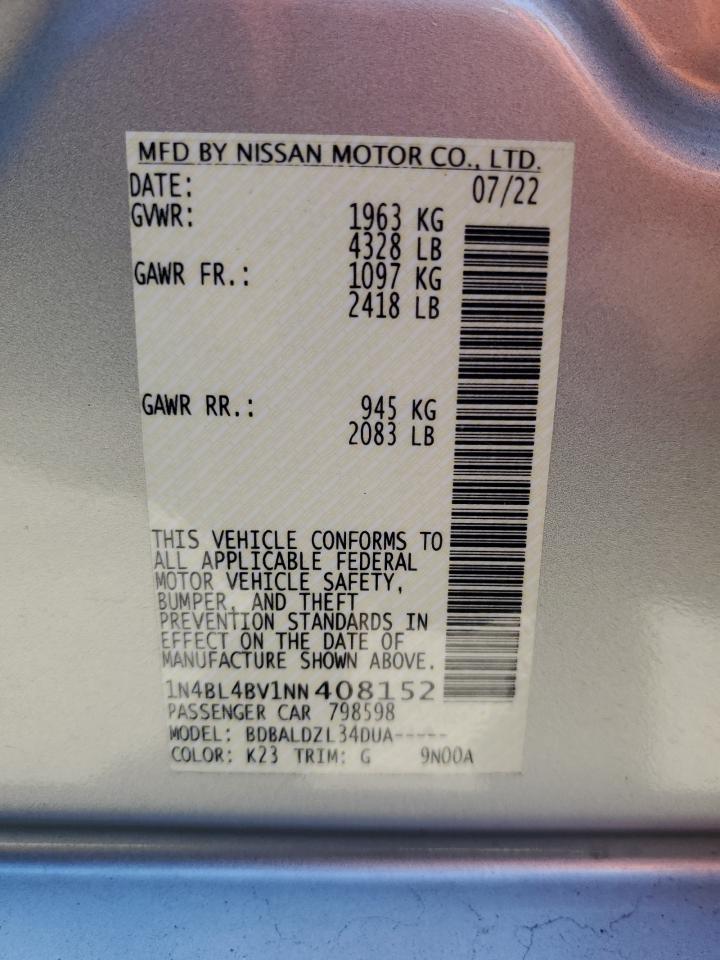 MFD BY NISSAN MOTOR CO., LTD.
DATE: 07/22
GVWR: 1963 KG
4328 LB
GAWR FR.: 1097 KG
2418 LB
GAWR RR.: 945 KG
2083 LB
THIS VEHICLE CONFORMS TO
ALL APPLICABLE FEDERAL
MOTOR VEHICLE SAFETY,
BUMPER, AND THEFT
PREVENTION STANDARDS IN
EFFECT ON THE DATE OF
MANUFACTURE SHOWN ABOVE.
1N4BL4BV1NN408152
PASSENGER CAR 798598
MODEL: BDBALDZL34DUA-----
COLOR: K23 TRIM: G 9N00A